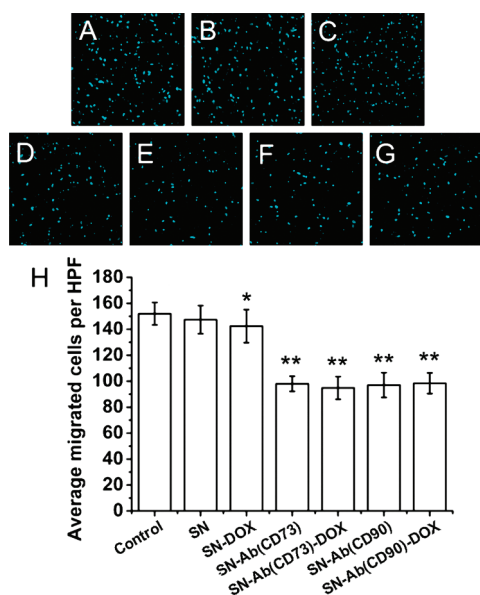 A
B
C
D
E
F
G
H
Average migrated cells per HPF
180
160
140
120
100
80
60
40
20
0
*
**
**
**
**
Control
SN
SN-DOX
SN-Ab(CD73)
SN-Ab(CD73)-DOX
SN-Ab(CD90)
SN-Ab(CD90)-DOX